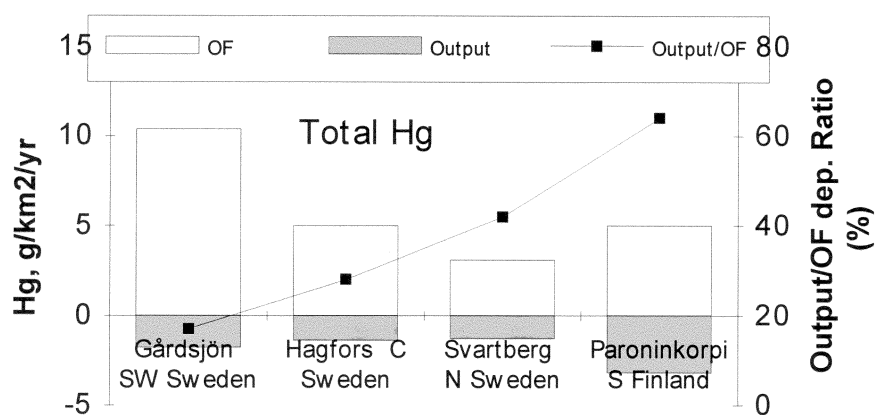 15
OF
Output
Output/OF
80
Total Hg
10
5
0
-5
60
40
20
0
Hg, g/km2/yr
Output/OF dep. Ratio
(%)
Gårdsjön
SW Sweden
Hagfors C
Sweden
Svartberg
N Sweden
Paroninkorpi
S Finland